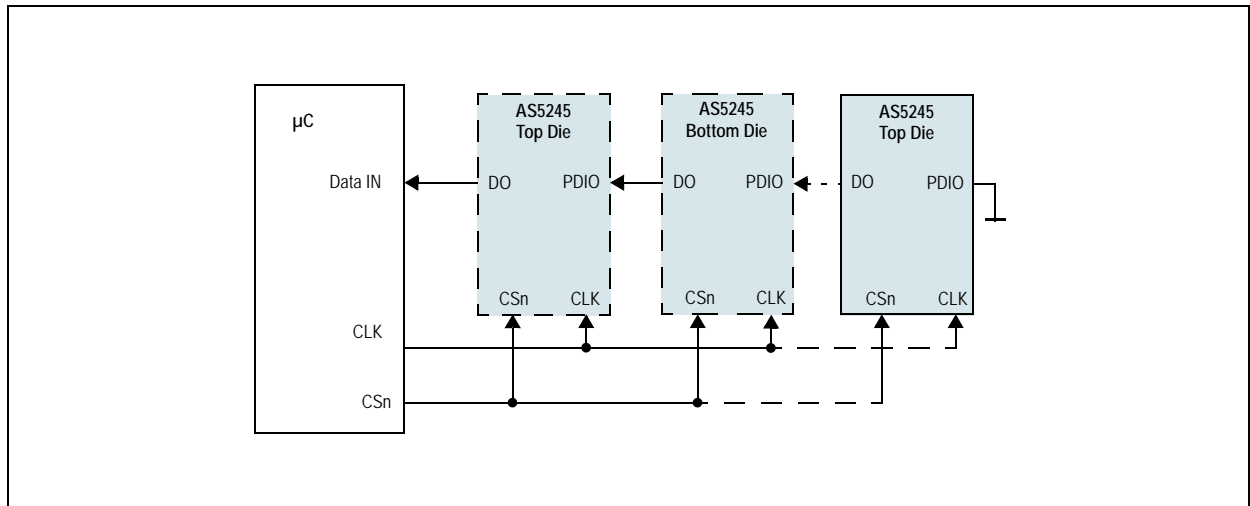 µC
AS5245
Top Die
AS5245
Bottom Die
AS5245
Top Die
Data IN
DO
PDIO
DO
PDIO
DO
PDIO
CSn
CLK
CSn
CLK
CSn
CLK
CLK
CSn